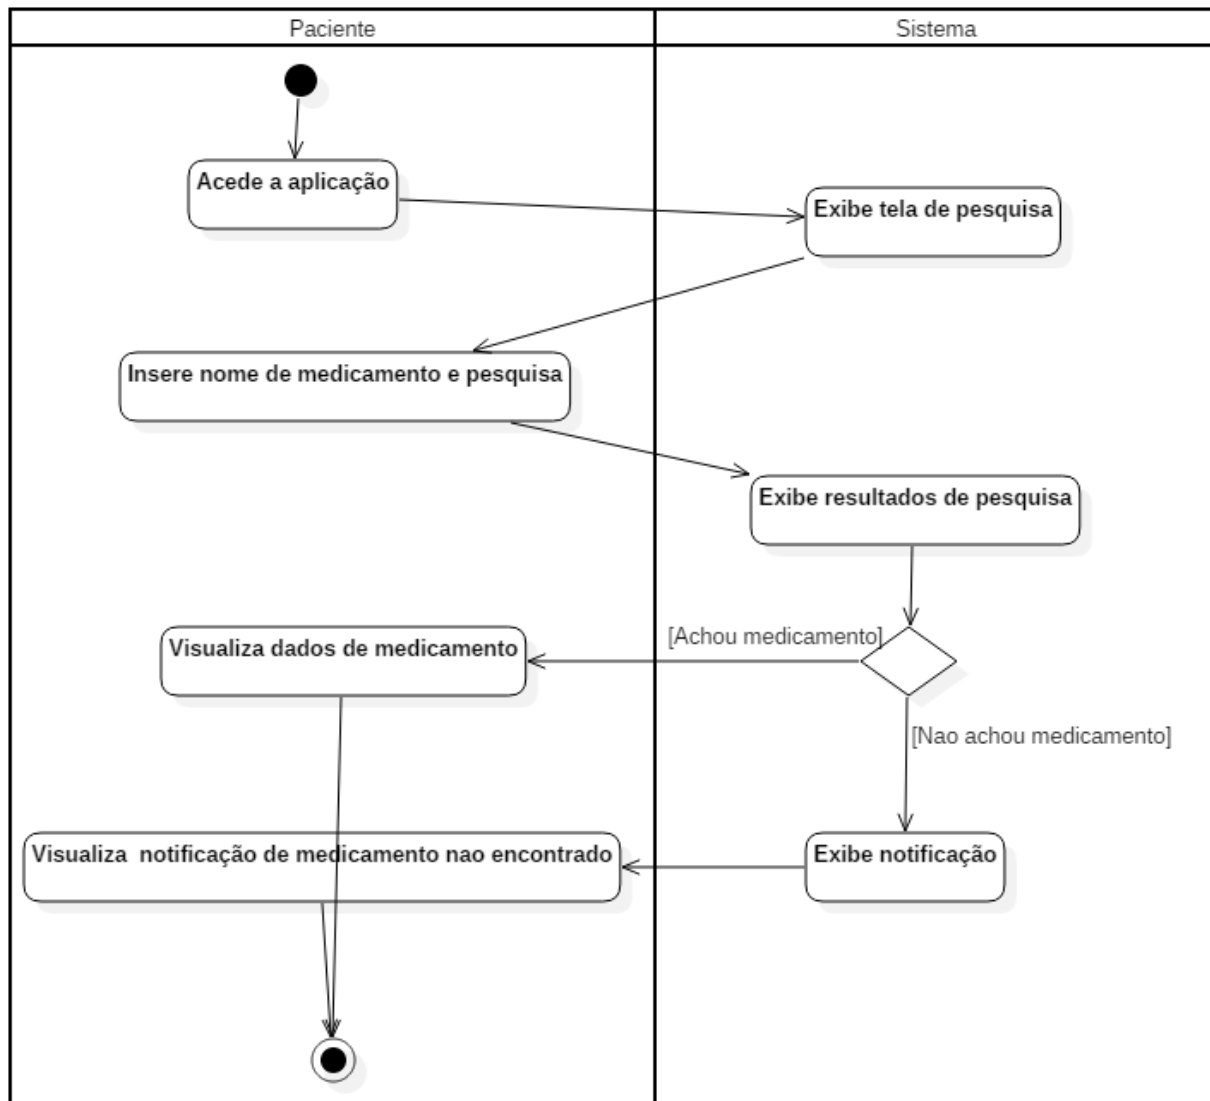 Paciente
Sistema
Acede a aplicação
Exibe tela de pesquisa
Insere nome de medicamento e pesquisa
Exibe resultados de pesquisa
[Achou medicamento]
Visualiza dados de medicamento
[Nao achou medicamento]
Visualiza  notificação de medicamento nao encontrado
Exibe notificação